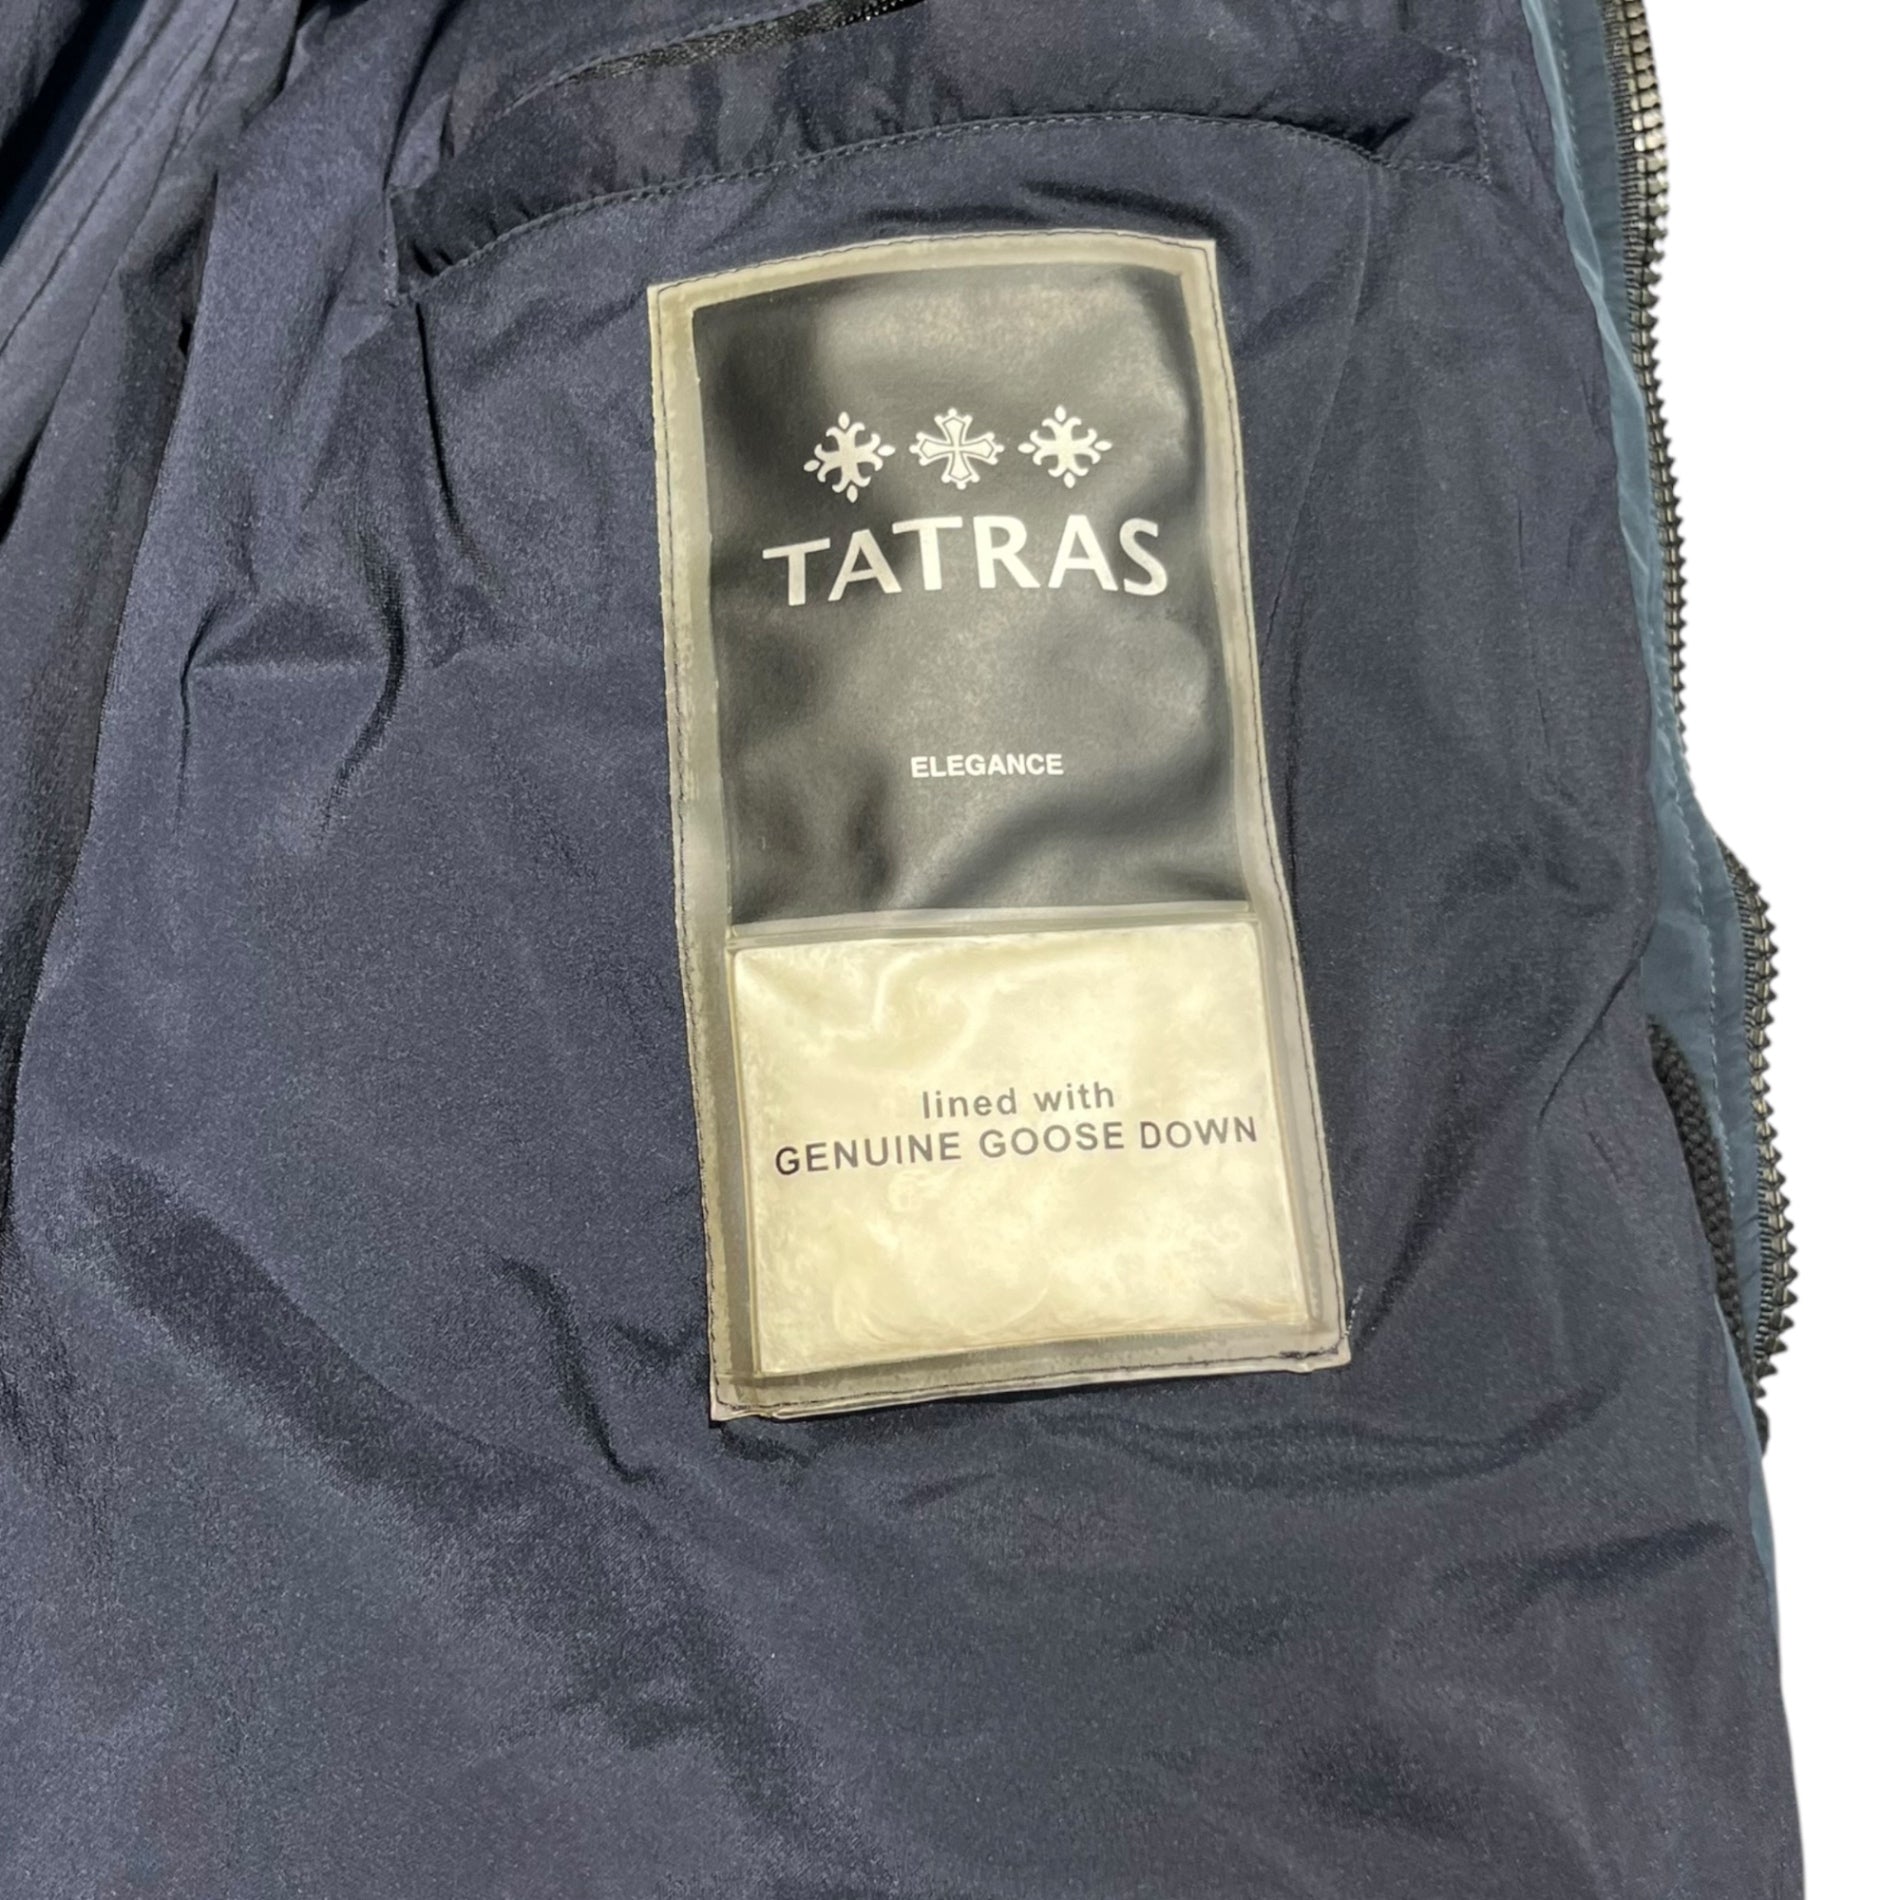 TATRAS
ELEGANCE
lined with
GENUINE GOOSE DOWN